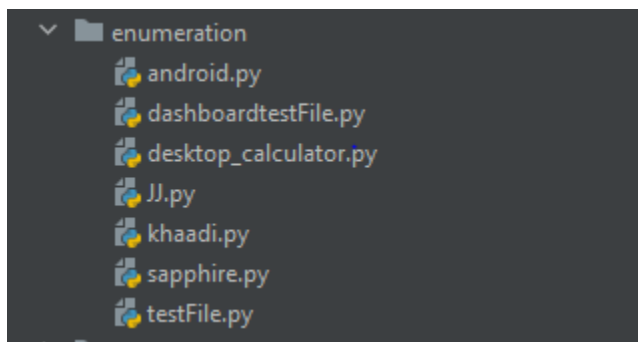 enumeration
android.py
dashboardtestFile.py
desktop_calculator.py
JJ.py
khaadi.py
sapphire.py
testFile.py